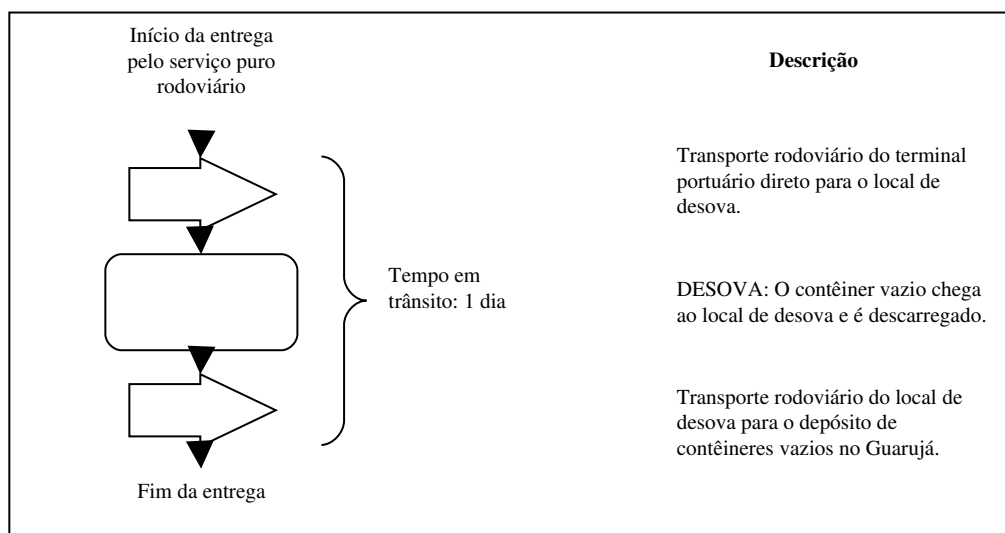 Início da entrega
pelo serviço puro
rodoviário
Descrição
Transporte rodoviário do terminal
portuário direto para o local de
desova.
Tempo em
trânsito: 1 dia
DESOVA: O contêiner vazio chega
ao local de desova e é descarregado.
Transporte rodoviário do local de
desova para o depósito de
contêineres vazios no Guarujá.
Fim da entrega